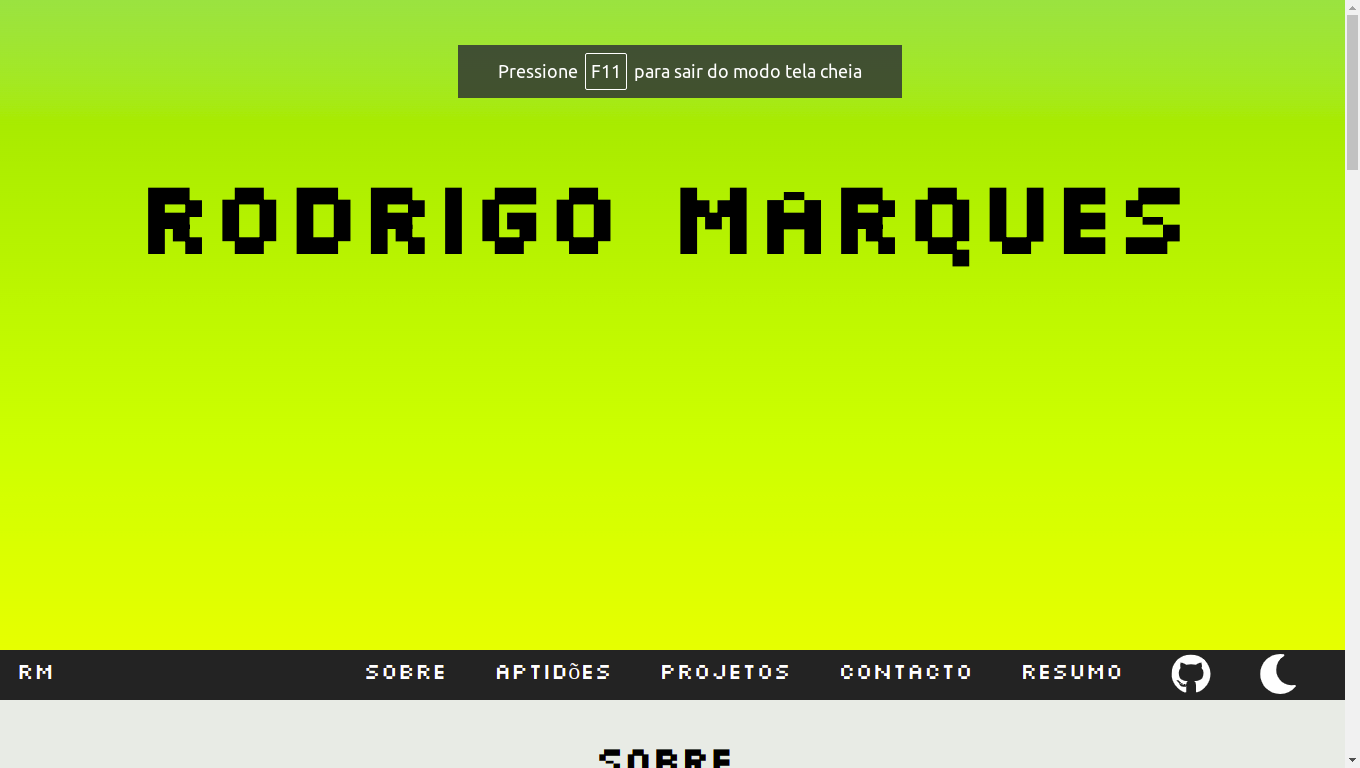 Pressione F11 para sair do modo tela cheia
RODRIGO MARQUES
RM SOBRE APTIDÕES PROJETOS CONTACTO RESUMO
SOBRE